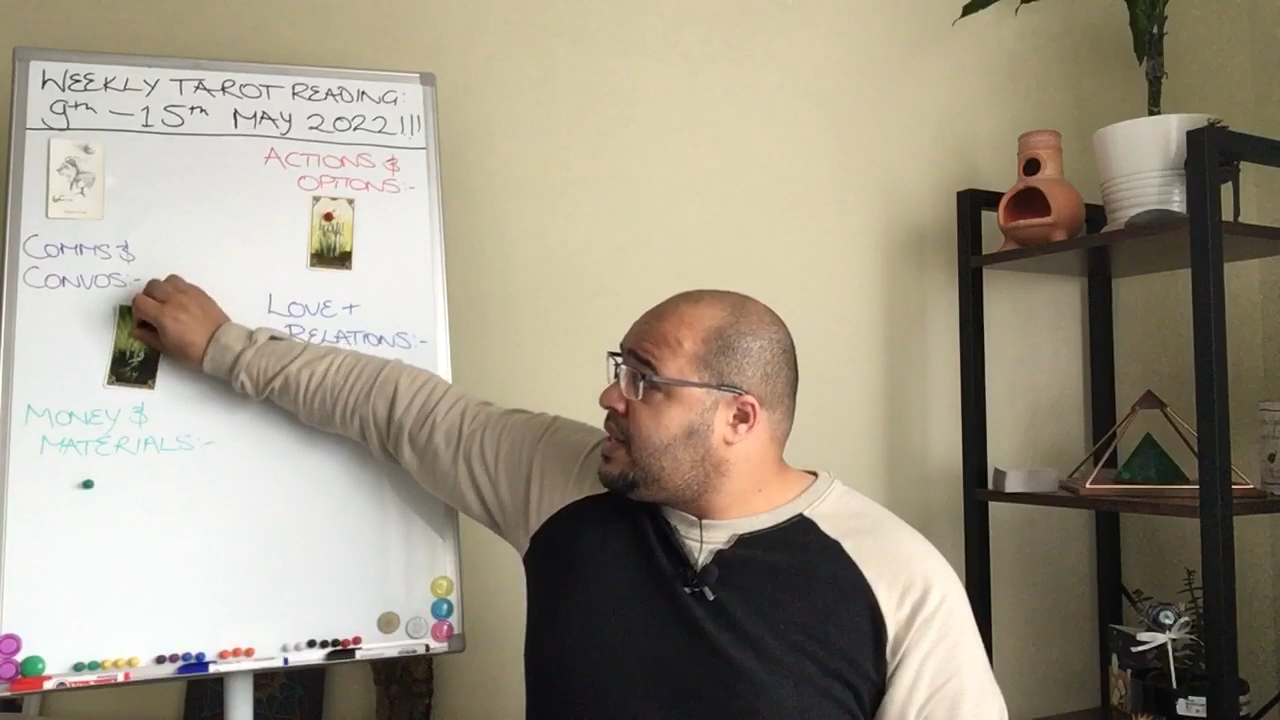 WEEKLY TAROT READING:
9th - 15th MAY 2022!!!
ACTIONS &
OPTIONS:-
COMMS &
CONVOS:-
LOVE +
RELATIONS:-
MONEY &
MATERIALS:-